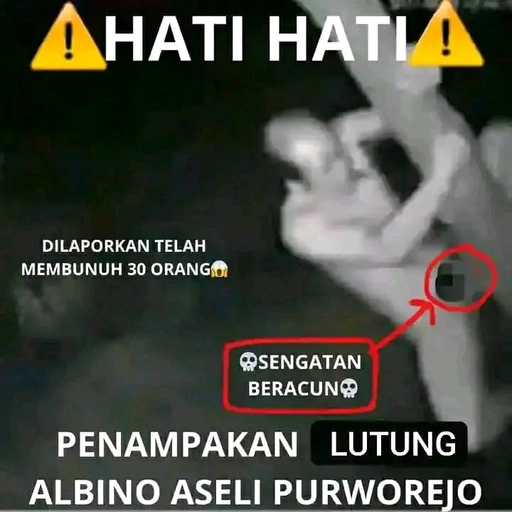 ⚠️HATI HATI⚠️
DILAPORKAN TELAH
MEMBUNUH 30 ORANG😱
💀SENGATAN
BERACUN💀
PENAMPAKAN LUTUNG
ALBINO ASELI PURWOREJO